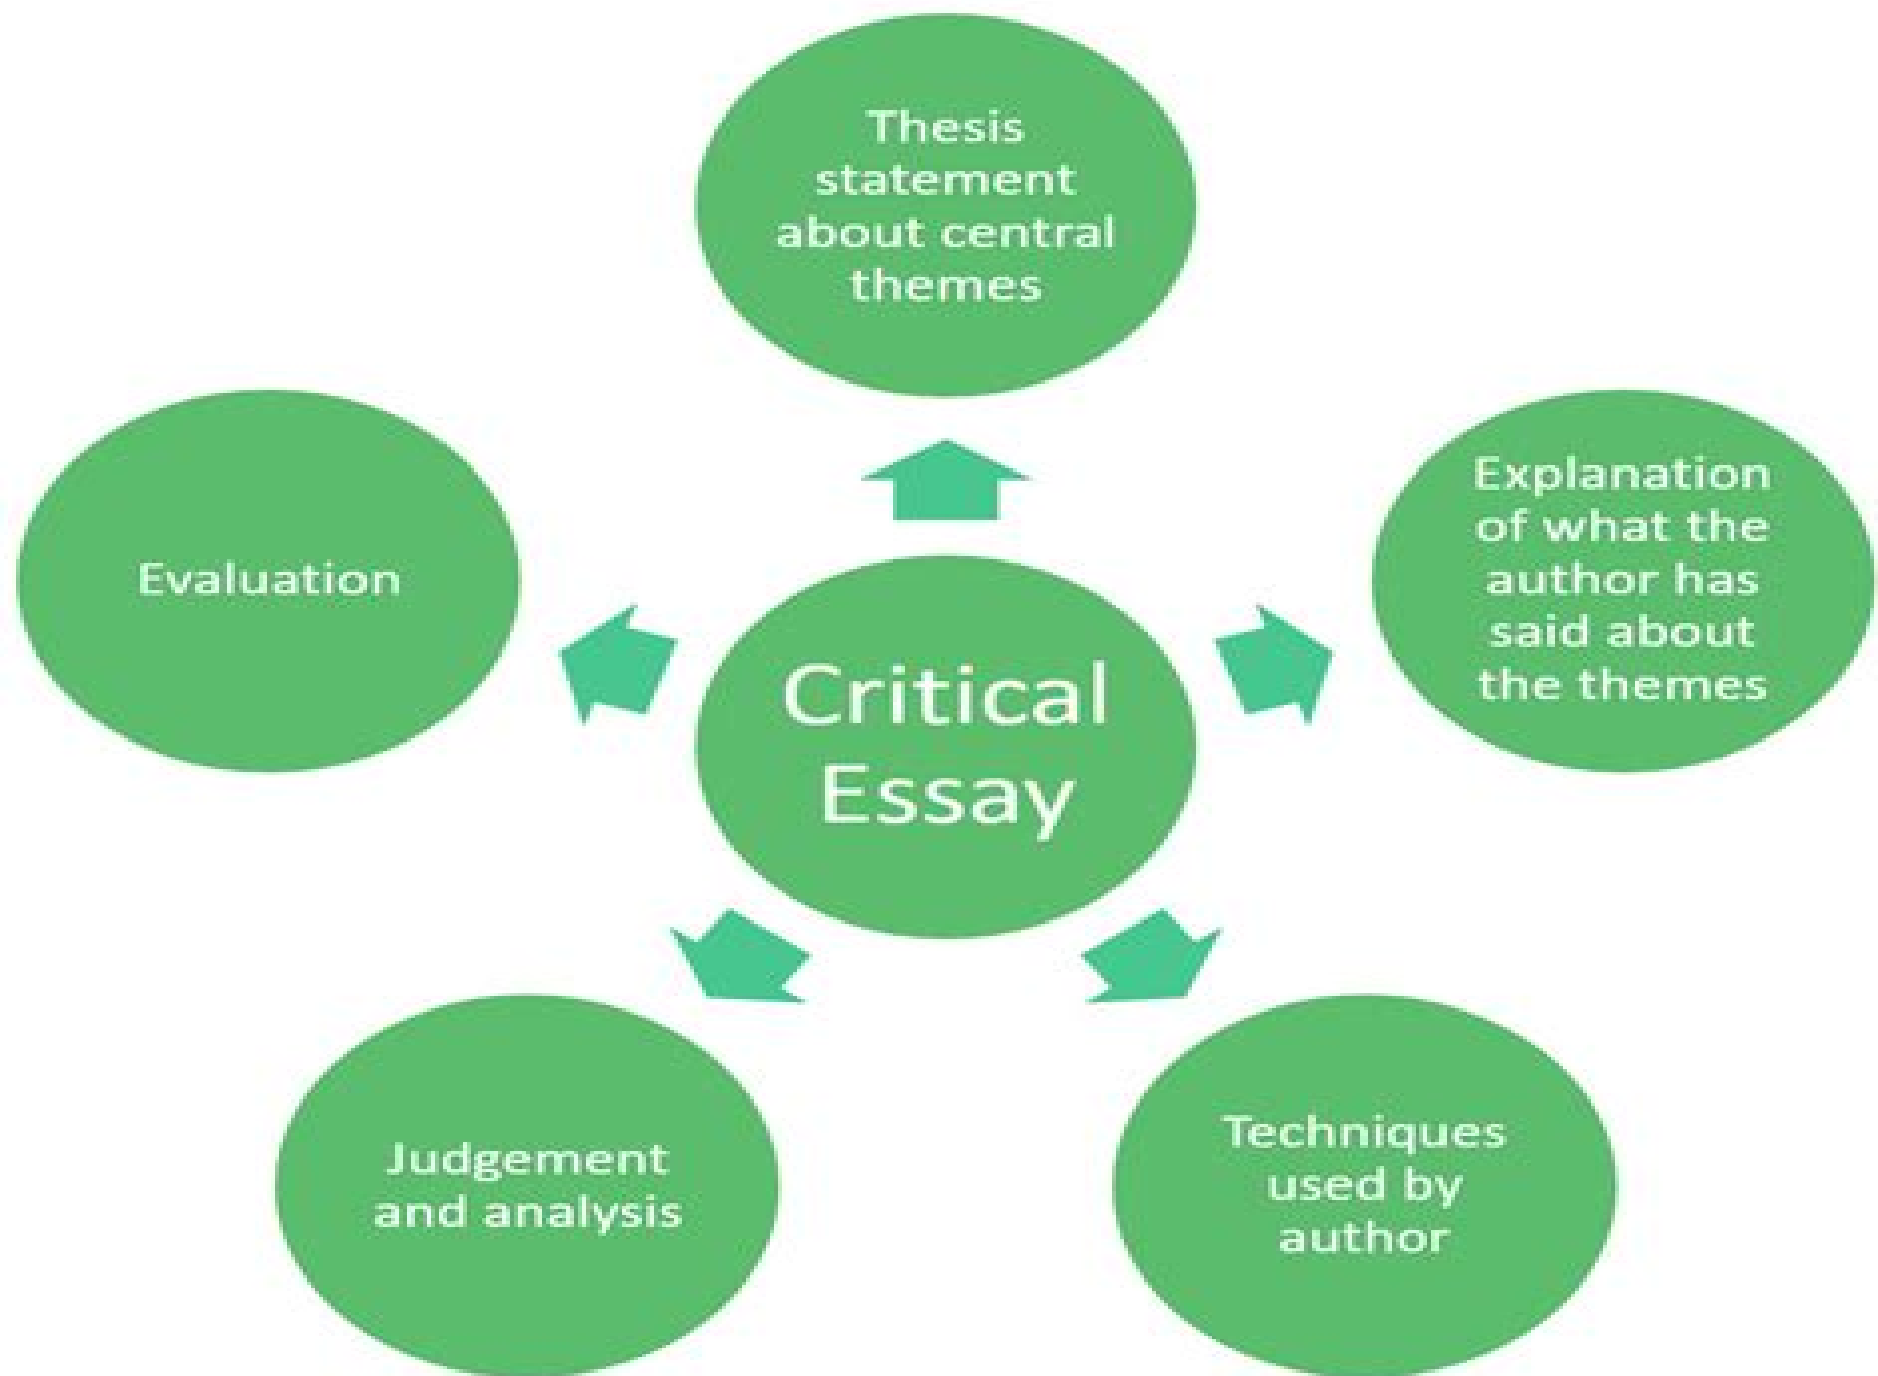 Thesis
statement
about central
themes
Explanation
of what the
author has
said about
the themes
Evaluation
Critical
Essay
Judgement
and analysis
Techniques
used by
author